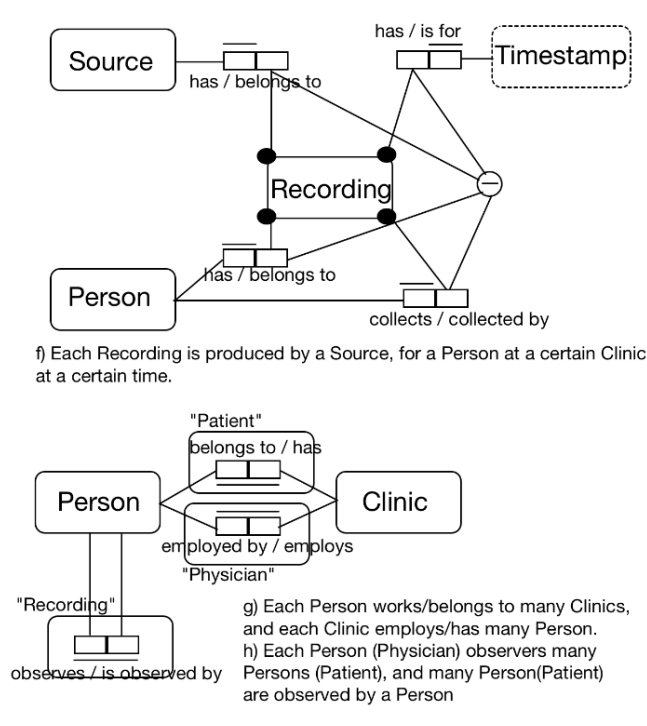 has / is for
Source
Timestamp
has / belongs to
Recording
has / belongs to
Person
collects / collected by
f) Each Recording is produced by a Source, for a Person at a certain Clinic
at a certain time.
"Patient"
belongs to / has
Person
Clinic
employed by / employs
"Physician"
"Recording"
observes / is observed by
g) Each Person works/belongs to many Clinics,
and each Clinic employs/has many Person.
h) Each Person (Physician) observers many
Persons (Patient), and many Person(Patient)
are observed by a Person